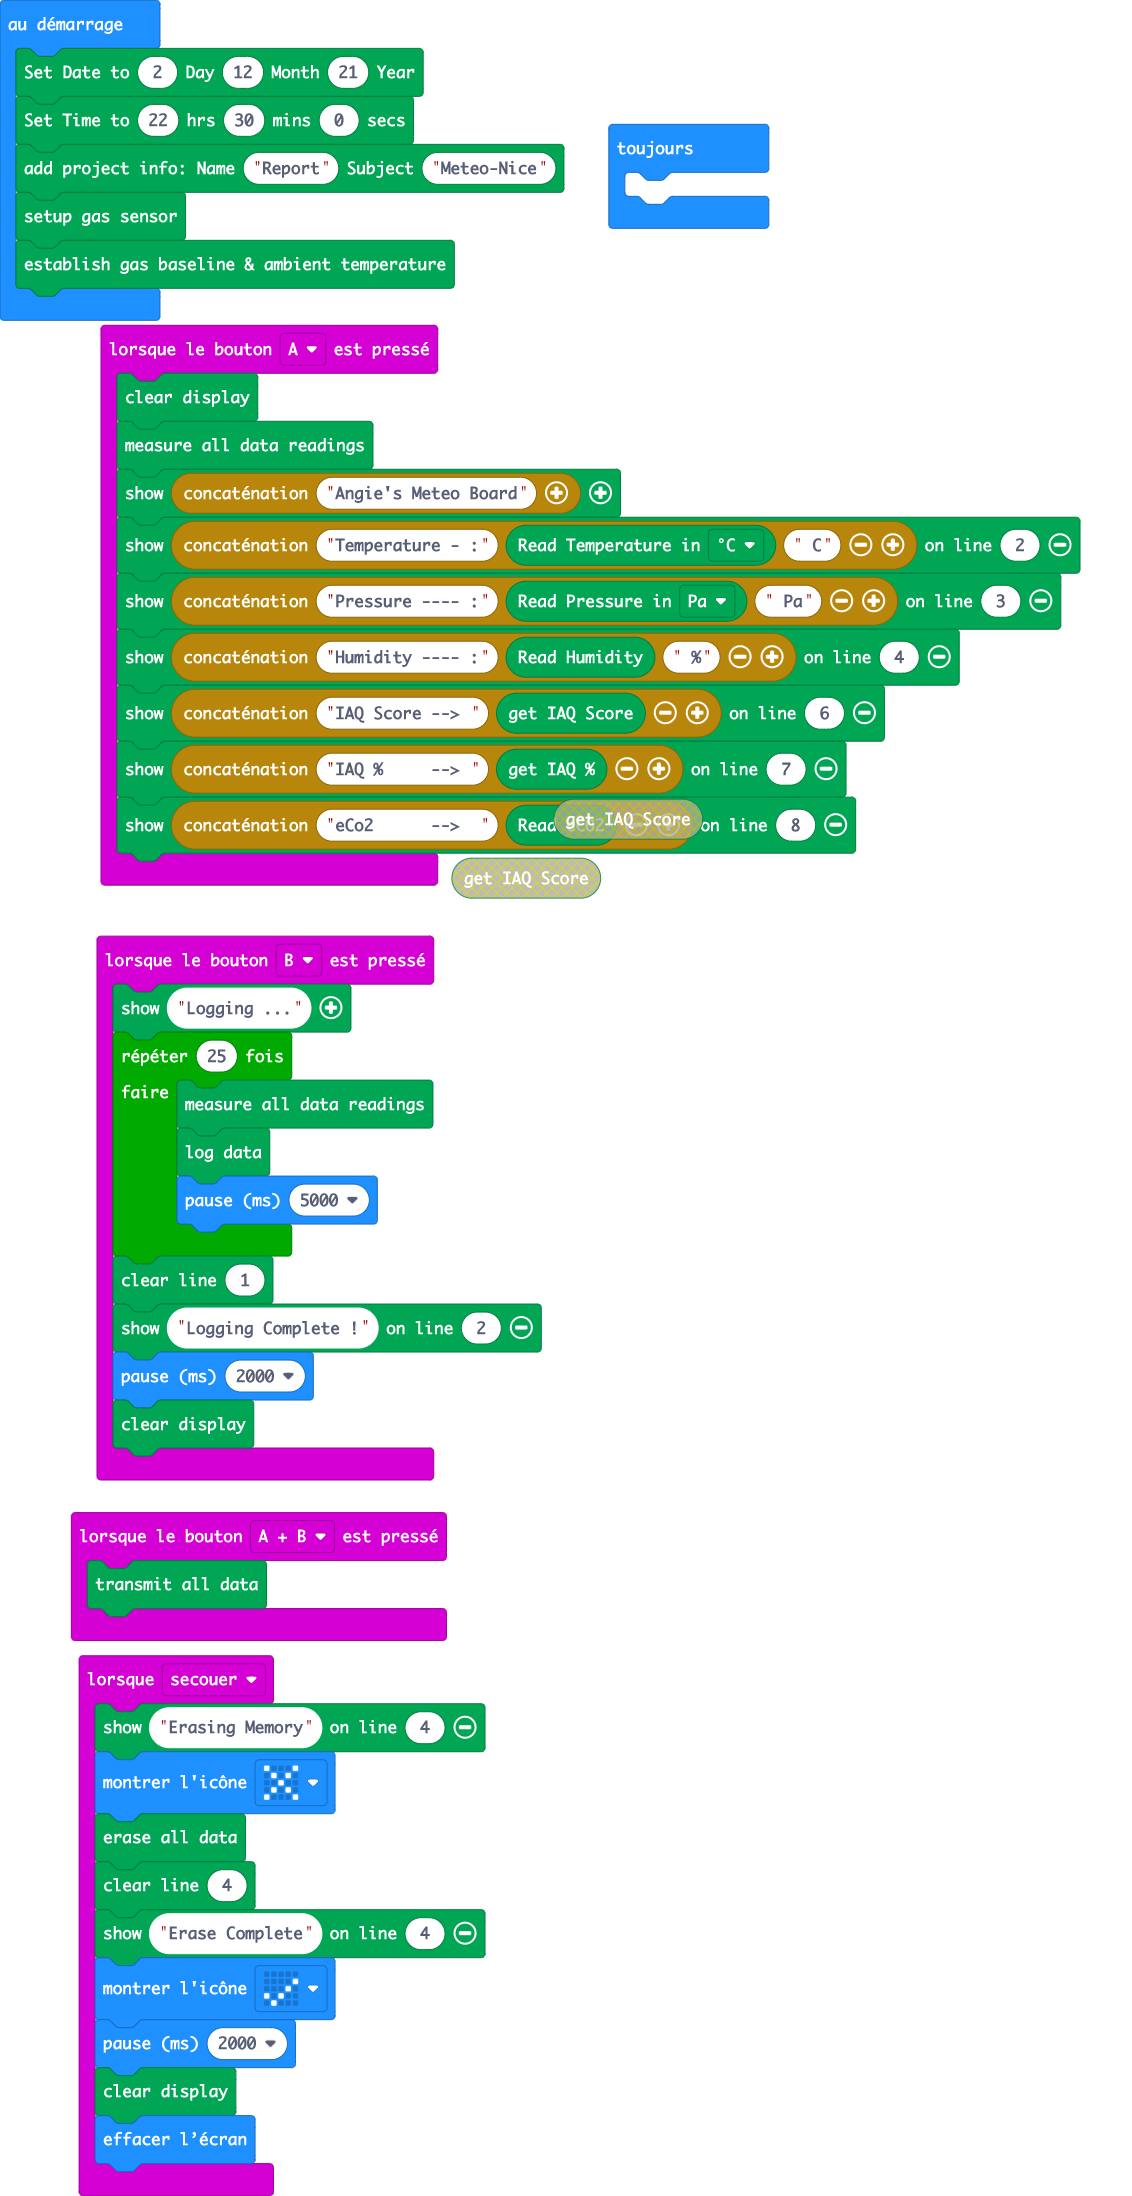 au démarrage
Set Date to 2 Day 12 Month 21 Year
Set Time to 22 hrs 30 mins 0 secs
add project info: Name "Report" Subject "Meteo-Nice"
setup gas sensor
establish gas baseline & ambient temperature
toujours
lorsque le bouton A est pressé
clear display
measure all data readings
show concaténation "Angie's Meteo Board"
show concaténation "Temperature - :" Read Temperature in °C " C" on line 2
show concaténation "Pressure ---- :" Read Pressure in Pa " Pa" on line 3
show concaténation "Humidity ---- :" Read Humidity " %" on line 4
show concaténation "IAQ Score --> " get IAQ Score on line 6
show concaténation "IAQ %     --> " get IAQ % on line 7
show concaténation "eCo2      -->  " Read get IAQ Score on line 8
get IAQ Score
lorsque le bouton B est pressé
show "Logging ..."
répéter 25 fois
faire
measure all data readings
log data
pause (ms) 5000
clear line 1
show "Logging Complete !" on line 2
pause (ms) 2000
clear display
lorsque le bouton A + B est pressé
transmit all data
lorsque secouer
show "Erasing Memory" on line 4
montrer l'icône
erase all data
clear line 4
show "Erase Complete" on line 4
montrer l'icône
pause (ms) 2000
clear display
effacer l’écran